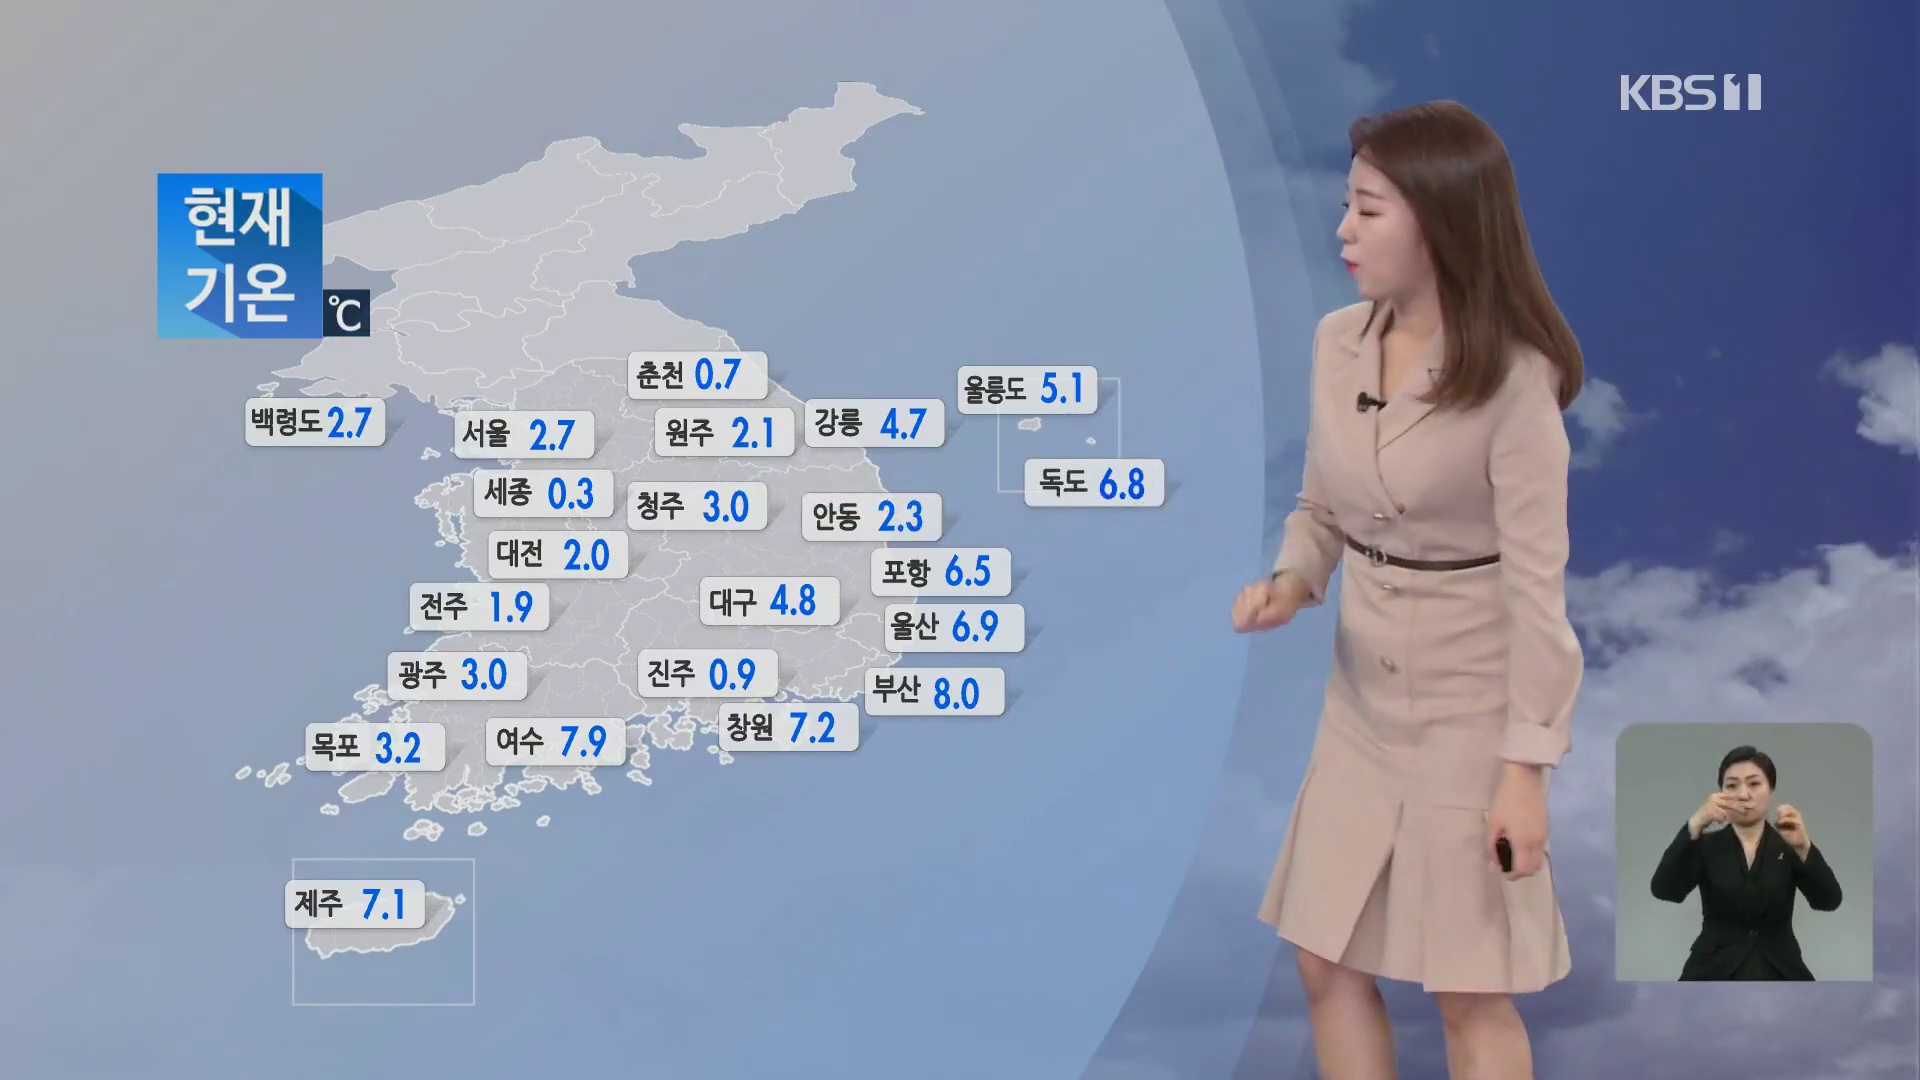 KBS 1
현재
기온
℃
춘천 0.7
울릉도 5.1
백령도 2.7
서울 2.7
원주 2.1
강릉 4.7
독도 6.8
세종 0.3
청주 3.0
안동 2.3
대전 2.0
포항 6.5
전주 1.9
대구 4.8
울산 6.9
광주 3.0
진주 0.9
부산 8.0
목포 3.2
여수 7.9
창원 7.2
제주 7.1